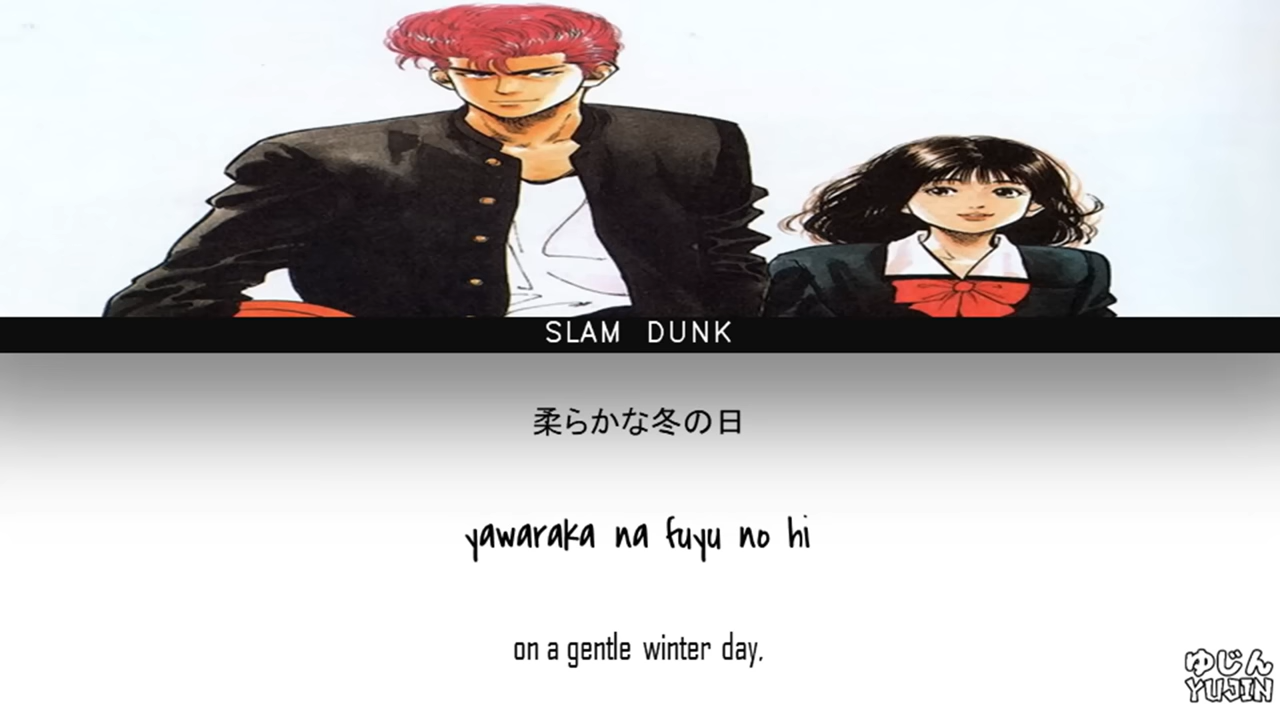 SLAM DUNK
柔らかな冬の日
yawaraka na fuyu no hi
on a gentle winter day,
ゆじん
YUJIN